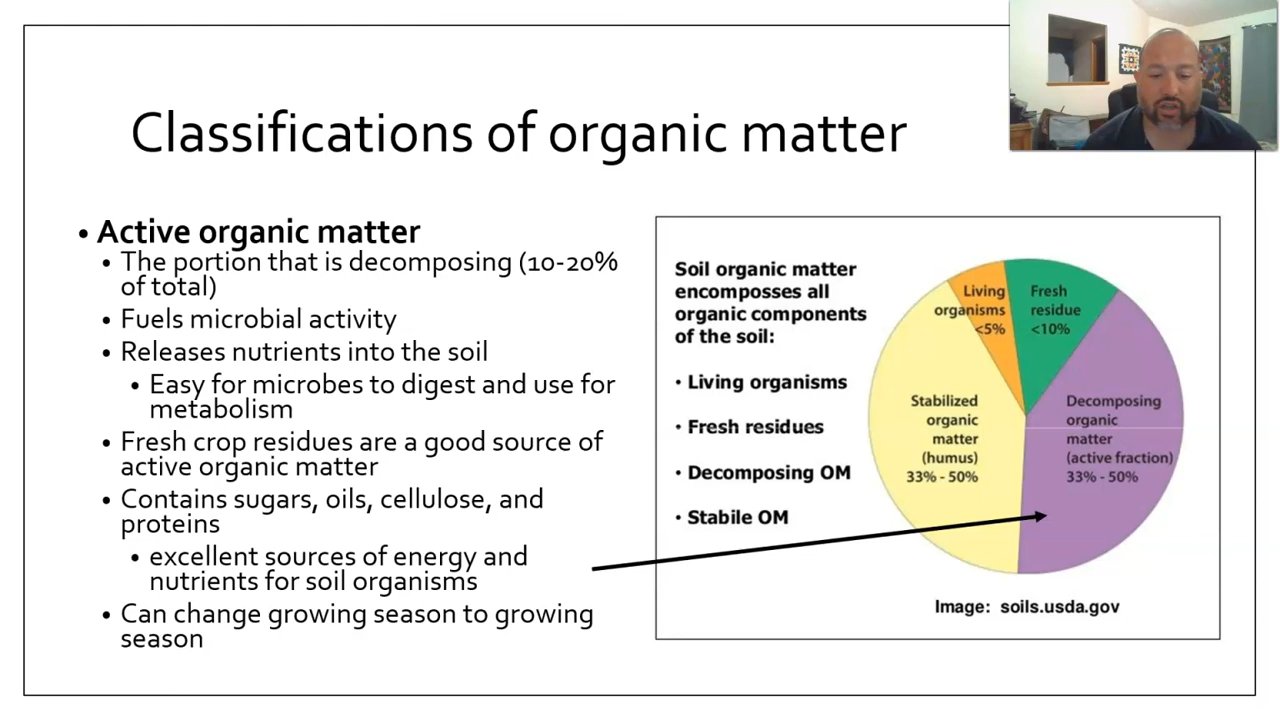 Classifications of organic matter
• Active organic matter
• The portion that is decomposing (10-20%
of total)
• Fuels microbial activity
• Releases nutrients into the soil
• Easy for microbes to digest and use for
metabolism
• Fresh crop residues are a good source of
active organic matter
• Contains sugars, oils, cellulose, and
proteins
• excellent sources of energy and
nutrients for soil organisms
• Can change growing season to growing
season
Soil organic matter
encomposses all
organic components
of the soil:
• Living organisms
• Fresh residues
• Decomposing OM
• Stabile OM
Living
organisms
<5%
Fresh
residue
<10%
Stabilized
organic
matter
(humus)
33% - 50%
Decomposing
organic
matter
(active fraction)
33% - 50%
Image: soils.usda.gov